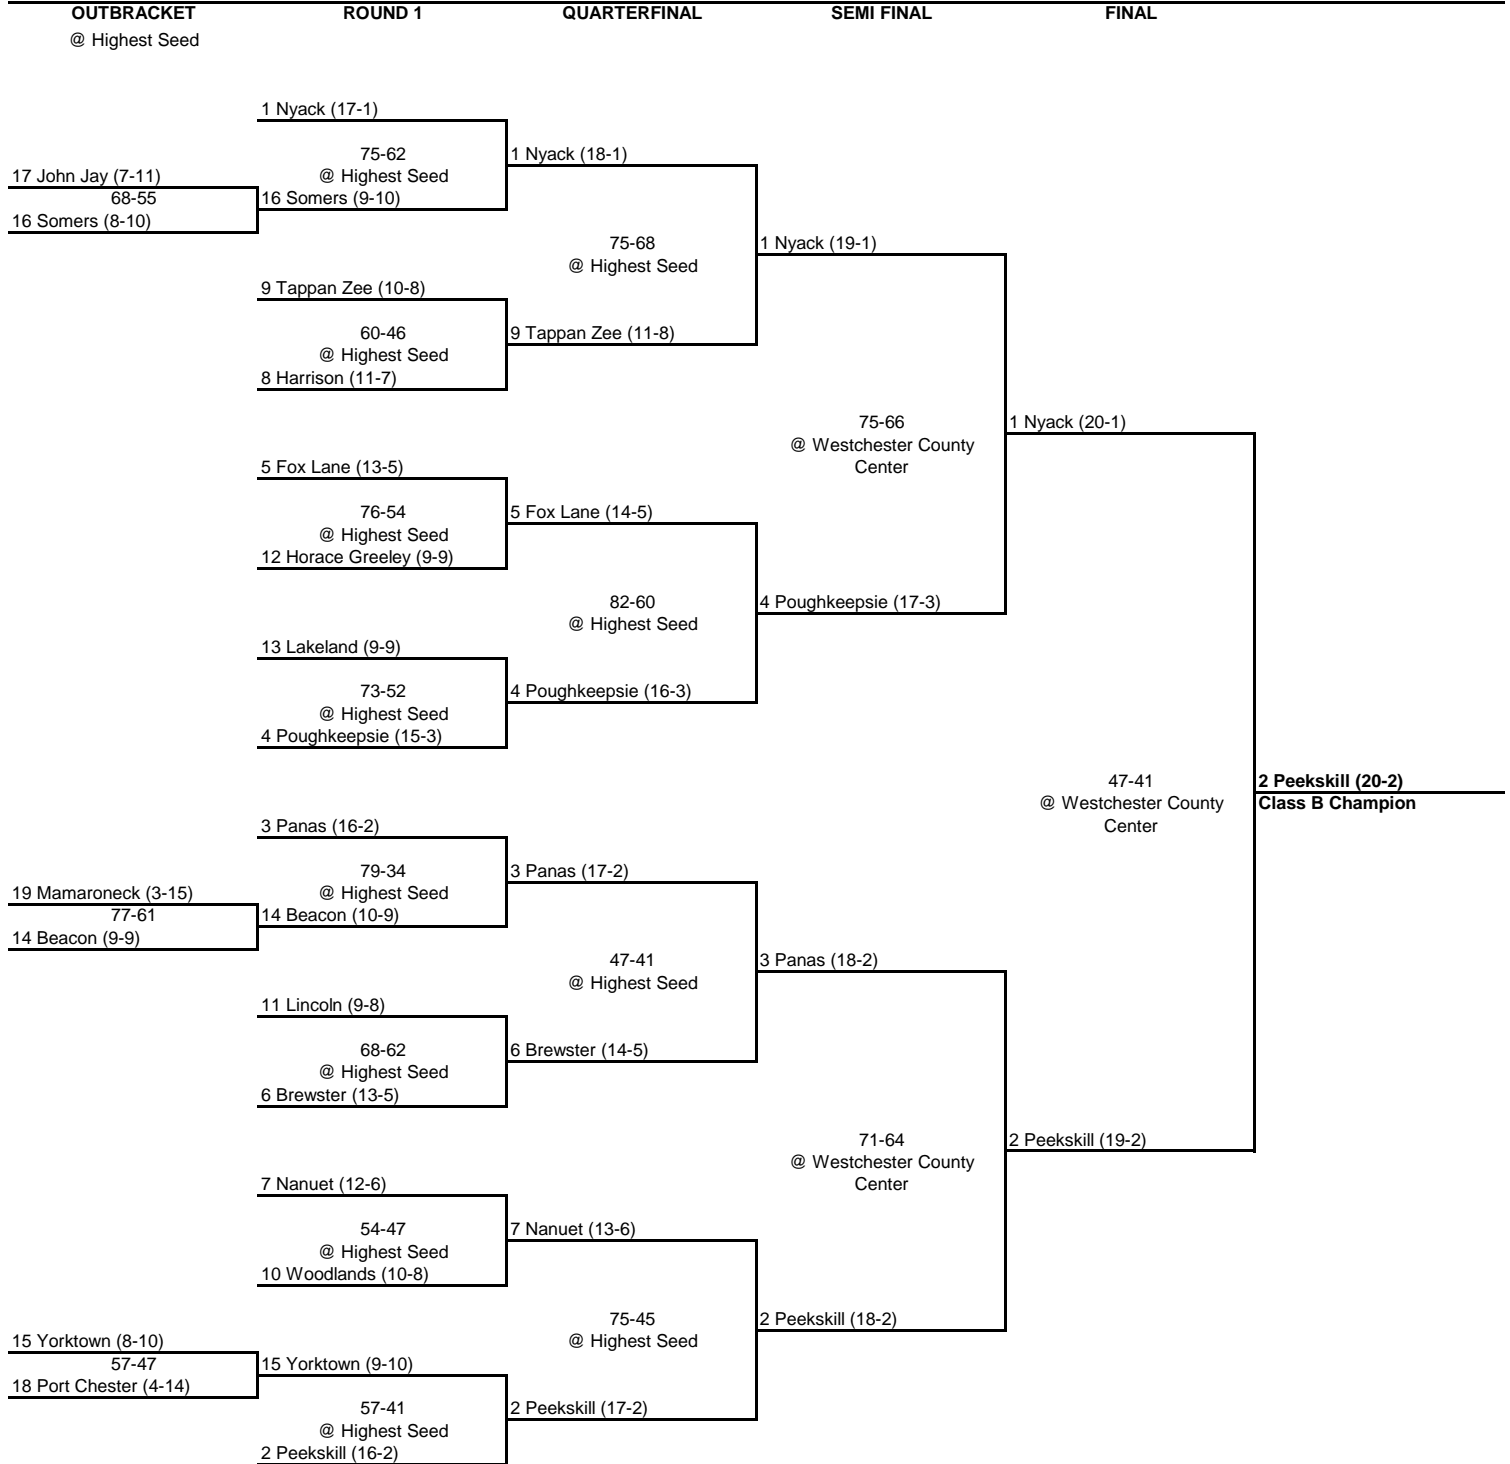 OUTBRACKET ROUND 1 QUARTERFINAL SEMI FINAL FINAL
@ Highest Seed
1 Nyack (17-1)
75-62
1 Nyack (18-1)
17 John Jay (7-11)
@ Highest Seed
68-55
16 Somers (9-10)
16 Somers (8-10)
75-68
1 Nyack (19-1)
@ Highest Seed
9 Tappan Zee (10-8)
60-46
9 Tappan Zee (11-8)
@ Highest Seed
8 Harrison (11-7)
75-66
1 Nyack (20-1)
@ Westchester County
Center
5 Fox Lane (13-5)
76-54
5 Fox Lane (14-5)
@ Highest Seed
12 Horace Greeley (9-9)
82-60
4 Poughkeepsie (17-3)
@ Highest Seed
13 Lakeland (9-9)
73-52
4 Poughkeepsie (16-3)
@ Highest Seed
4 Poughkeepsie (15-3)
47-41
2 Peekskill (20-2)
@ Westchester County
Class B Champion
Center
3 Panas (16-2)
79-34
3 Panas (17-2)
19 Mamaroneck (3-15)
@ Highest Seed
77-61
14 Beacon (10-9)
14 Beacon (9-9)
47-41
3 Panas (18-2)
@ Highest Seed
11 Lincoln (9-8)
68-62
6 Brewster (14-5)
@ Highest Seed
6 Brewster (13-5)
71-64
2 Peekskill (19-2)
@ Westchester County
Center
7 Nanuet (12-6)
54-47
7 Nanuet (13-6)
@ Highest Seed
10 Woodlands (10-8)
75-45
2 Peekskill (18-2)
@ Highest Seed
15 Yorktown (8-10)
57-47
15 Yorktown (9-10)
18 Port Chester (4-14)
57-41
2 Peekskill (17-2)
@ Highest Seed
2 Peekskill (16-2)